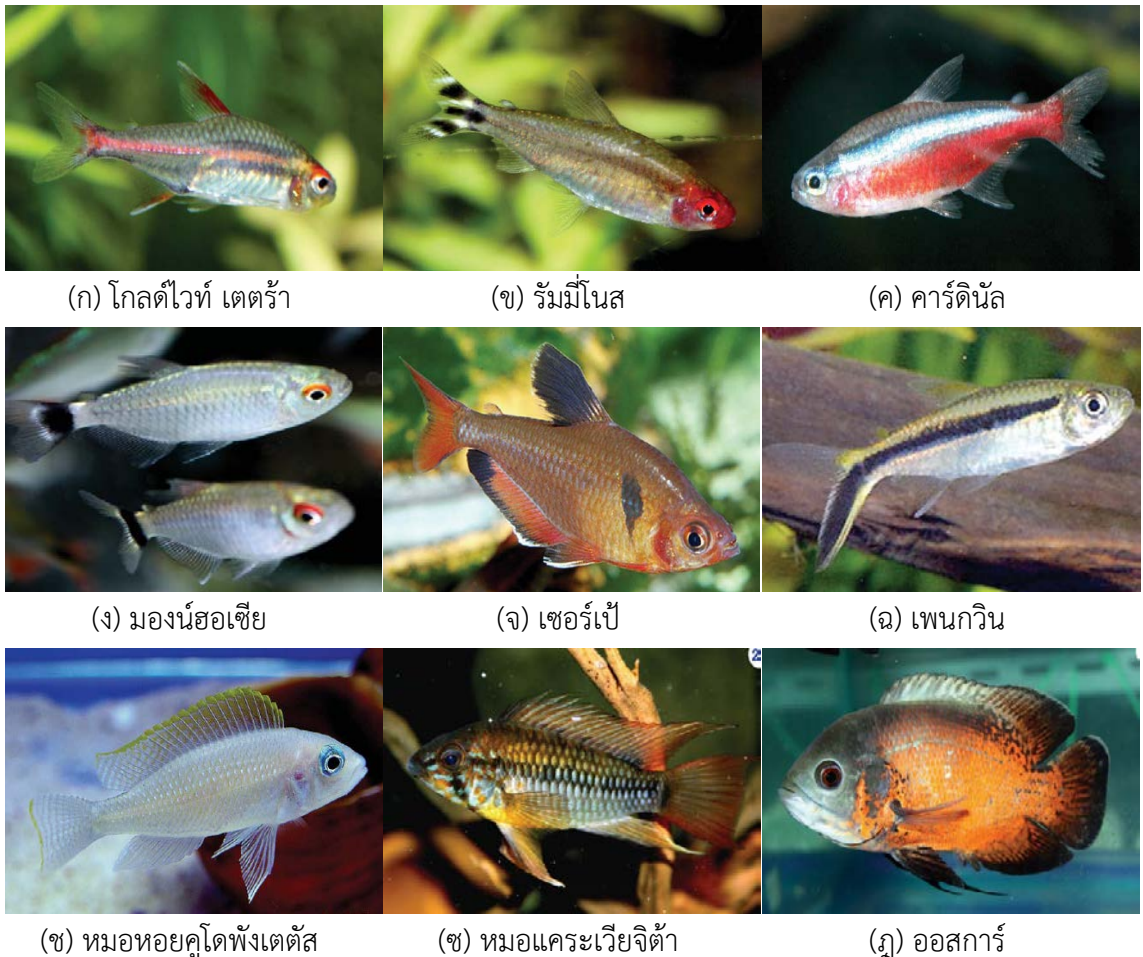 (ก) โกลด์ไวท์ เตตร้า
(ข) รัมมี่โนส
(ค) คาร์ดินัล
(ง) มองน์ฮอเซีย
(จ) เซอร์เป้
(ฉ) เพนกวิน
(ช) หมอหอยคูโดพังเตตัส
(ซ) หมอแคระเวียจิต้า
(ฎ) ออสการ์